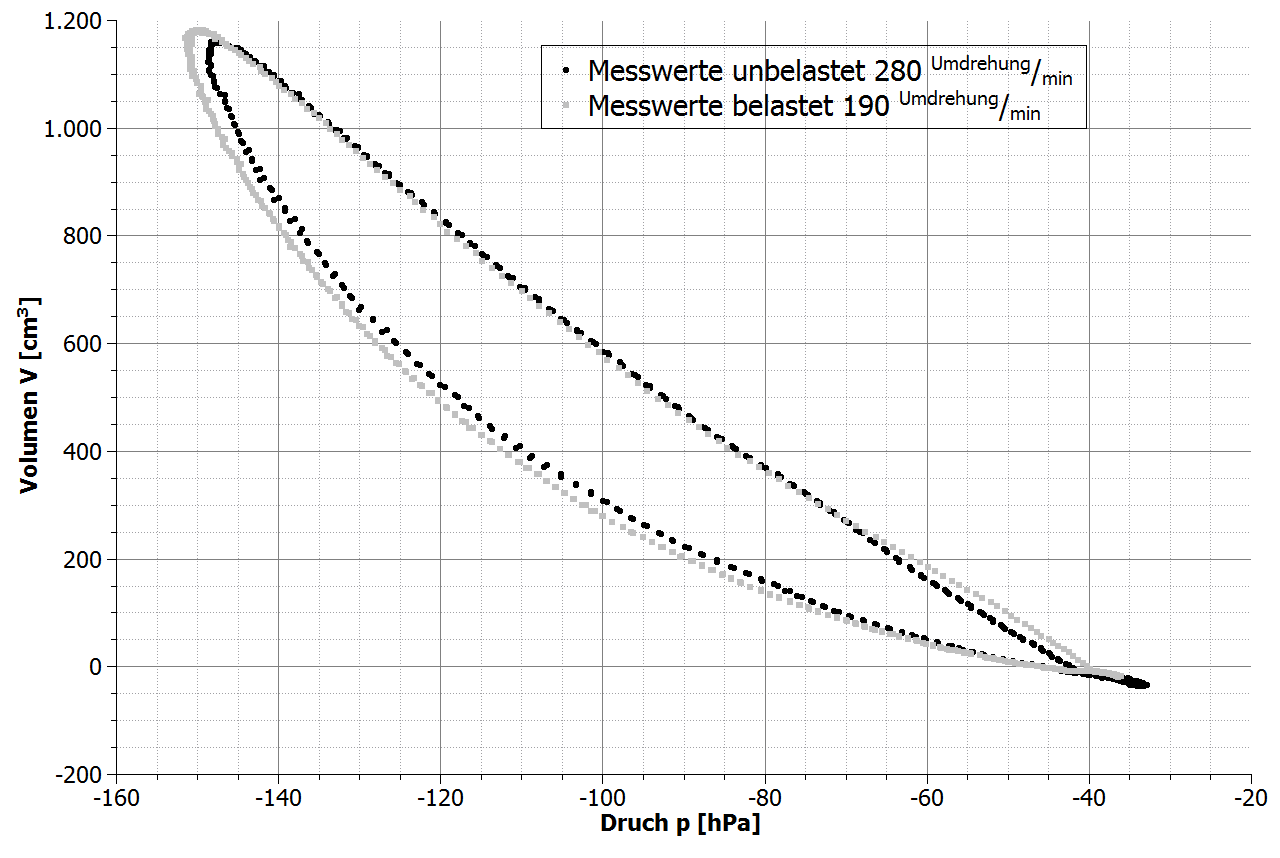 1.200
1.000
800
600
400
200
0
-200
Volumen V [cm³]
Messwerte unbelastet 280 Umdrehung/min
Messwerte belastet 190 Umdrehung/min
-160 -140 -120 -100 -80 -60 -40 -20
Druch p [hPa]